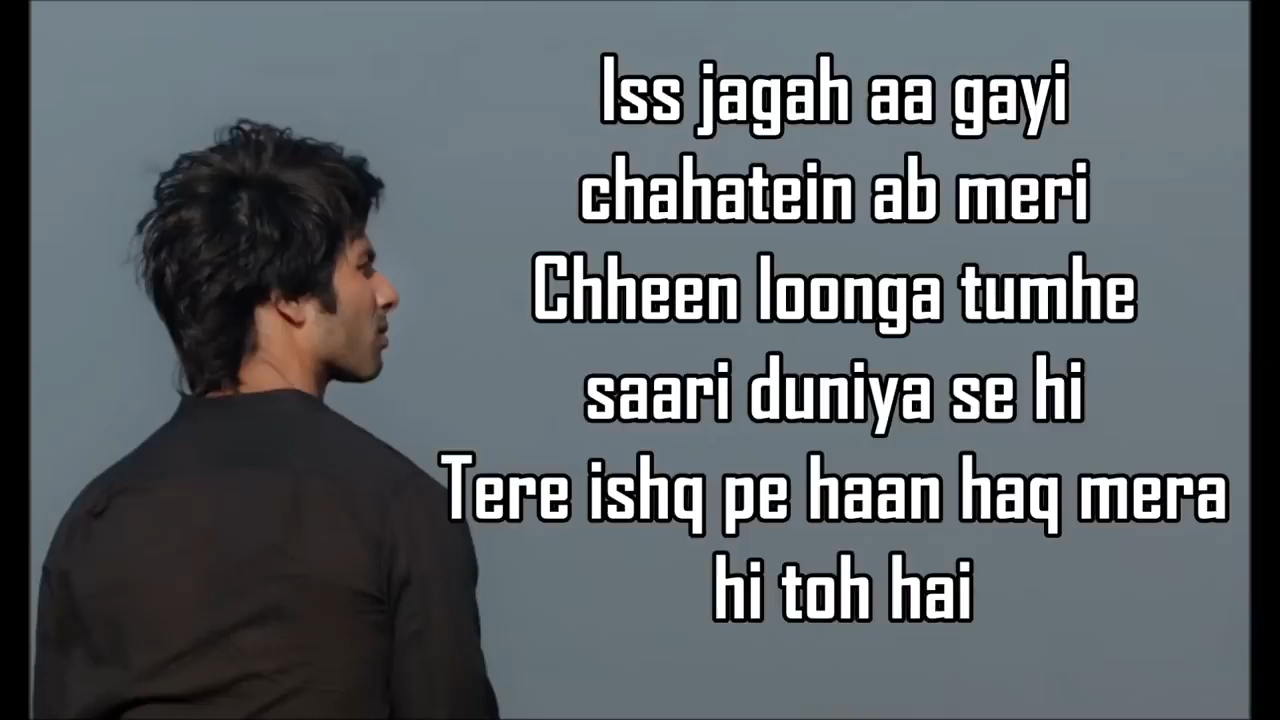 Iss jagah aa gayi
chahatein ab meri
Chheen loonga tumhe
saari duniya se hi
Tere ishq pe haan haq mera
hi toh hai